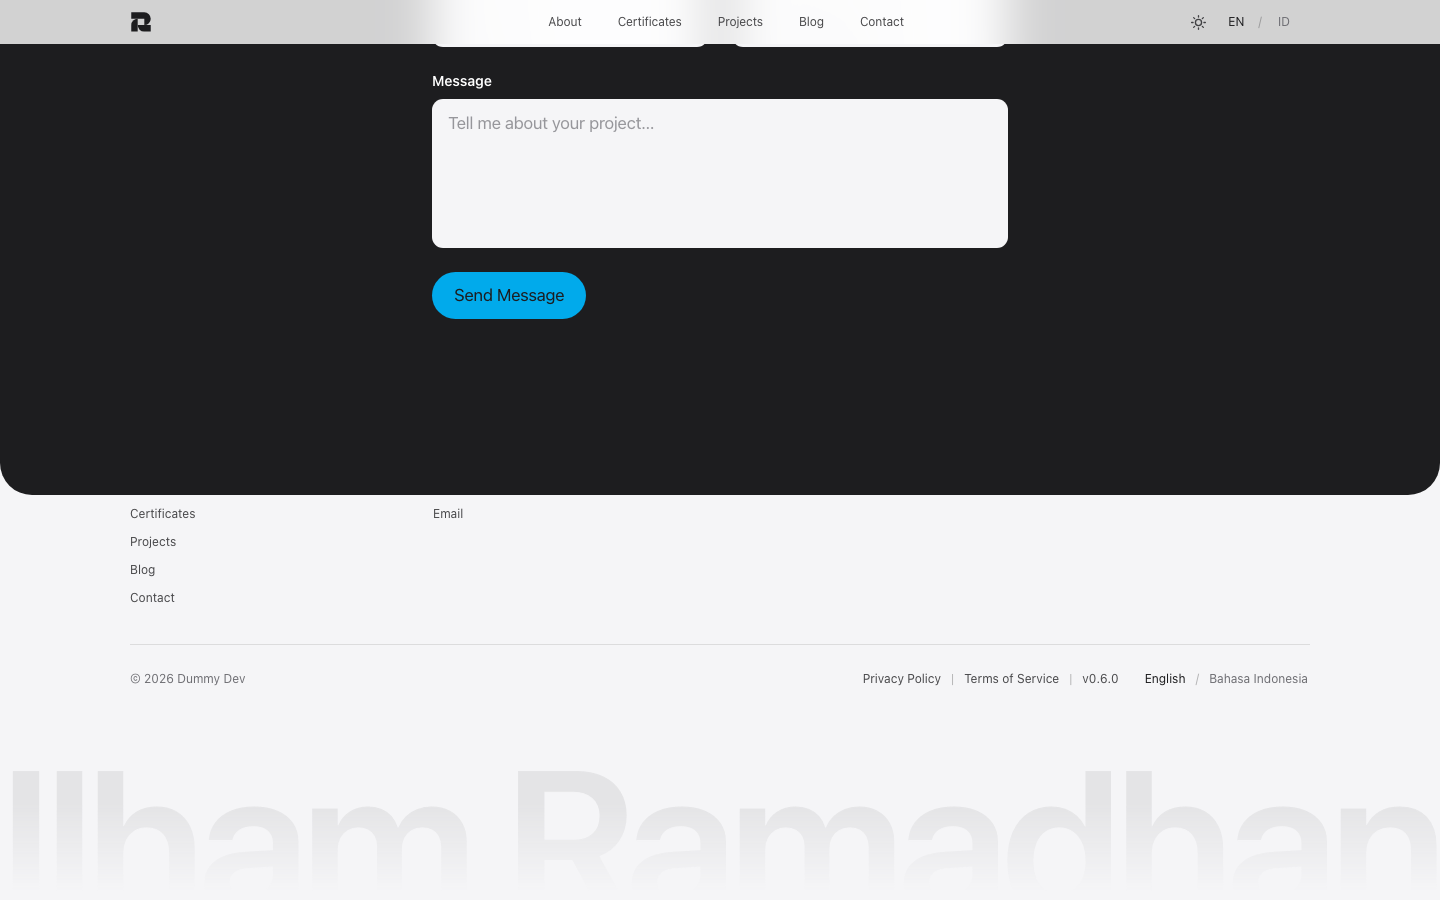 About Certificates Projects Blog Contact EN / ID
Message
Tell me about your project...
Send Message
Certificates
Email
Projects
Blog
Contact
© 2026 Dummy Dev
Privacy Policy | Terms of Service | v0.6.0 English / Bahasa Indonesia
Ilham Ramadhan